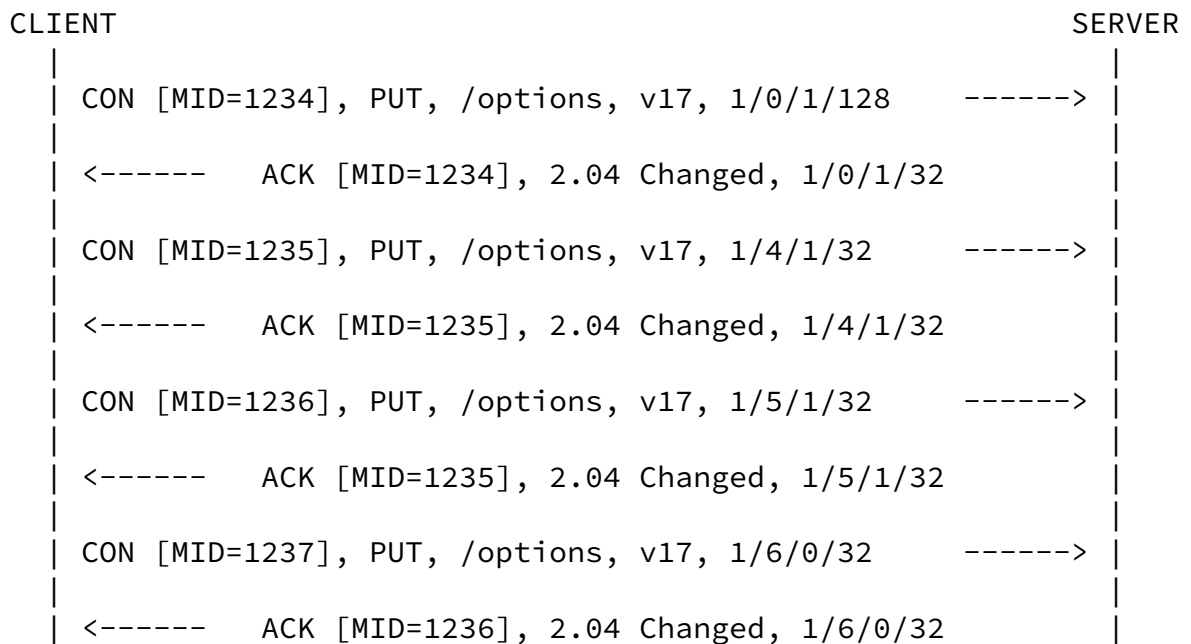 CLIENT                                                     SERVER
  |                                                          |
  | CON [MID=1234], PUT, /options, v17, 1/0/1/128    ------> |
  |                                                          |
  | <------   ACK [MID=1234], 2.04 Changed, 1/0/1/32         |
  |                                                          |
  | CON [MID=1235], PUT, /options, v17, 1/4/1/32     ------> |
  |                                                          |
  | <------   ACK [MID=1235], 2.04 Changed, 1/4/1/32         |
  |                                                          |
  | CON [MID=1236], PUT, /options, v17, 1/5/1/32     ------> |
  |                                                          |
  | <------   ACK [MID=1235], 2.04 Changed, 1/5/1/32         |
  |                                                          |
  | CON [MID=1237], PUT, /options, v17, 1/6/0/32     ------> |
  |                                                          |
  | <------   ACK [MID=1236], 2.04 Changed, 1/6/0/32         |